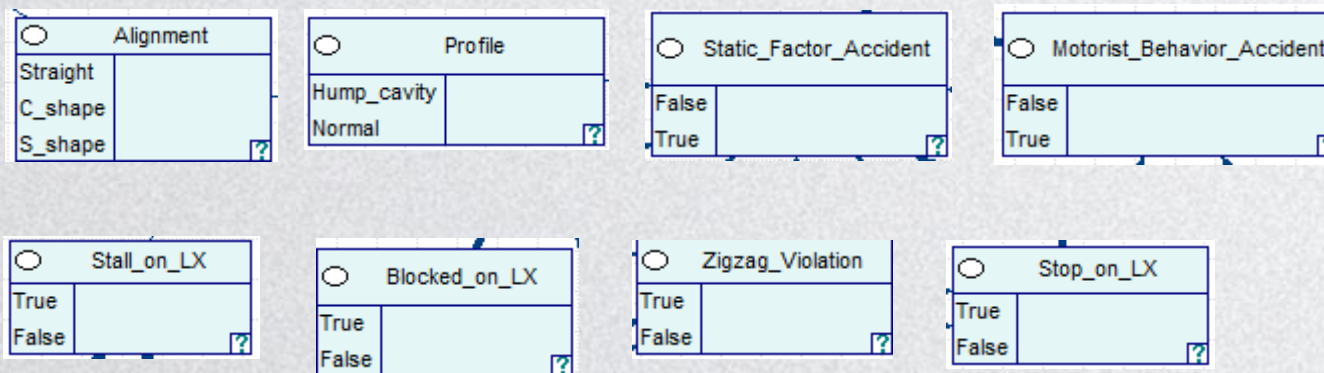 Alignment
Straight
C_shape
S_shape
?
Profile
Hump_cavity
Normal
?
Static_Factor_Accident
False
True
?
Motorist_Behavior_Accident
False
True
Stall_on_LX
True
False
?
Blocked_on_LX
True
False
?
Zigzag_Violation
True
False
?
Stop_on_LX
True
False
?